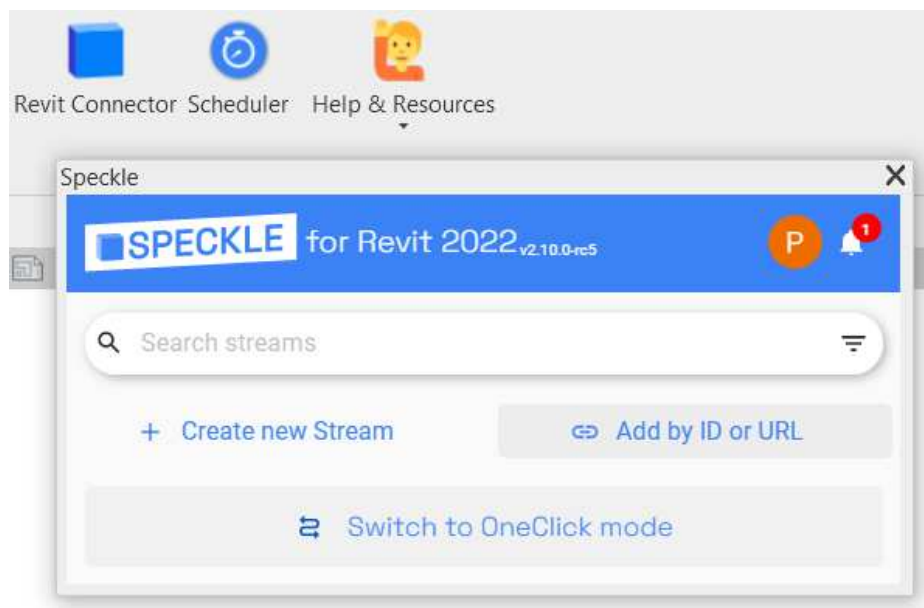 Revit Connector Scheduler Help & Resources
Speckle
SPECKLE for Revit 2022 v2.10.0-rc5 P 1
Search streams
+ Create new Stream Add by ID or URL
Switch to OneClick mode